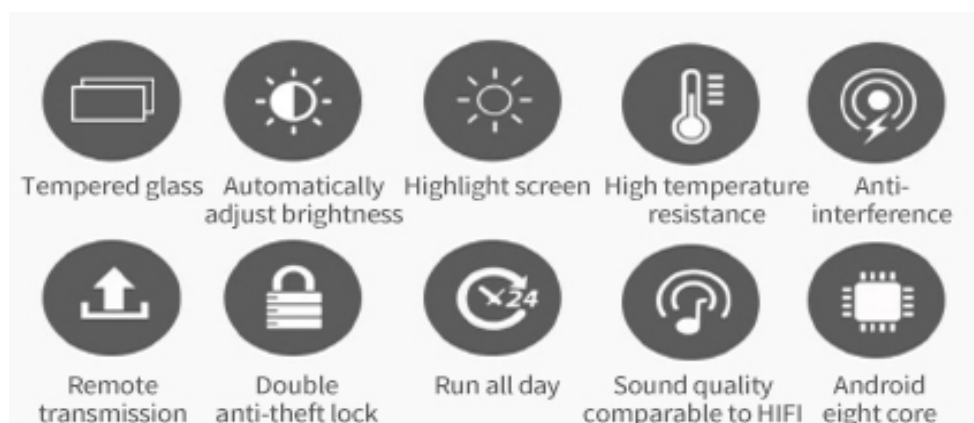 Tempered glass
Automatically
adjust brightness
Highlight screen
High temperature
resistance
Anti-
interference
24
Remote
transmission
Double
anti-theft lock
Run all day
Sound quality
comparable to HIFI
Android
eight core